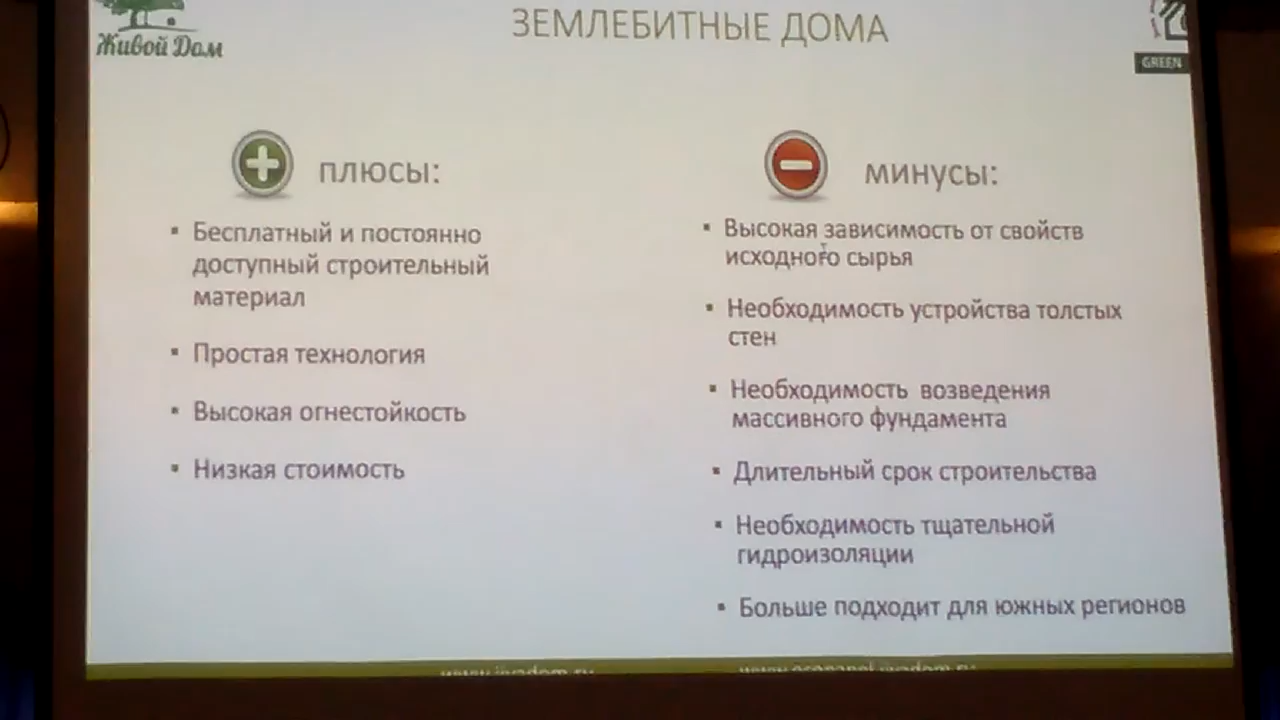 Живой Дом
ЗЕМЛЕБИТНЫЕ ДОМА
GREEN
плюсы:
Бесплатный и постоянно
доступный строительный
материал
Простая технология
Высокая огнестойкость
Низкая стоимость
минусы:
Высокая зависимость от свойств
исходного сырья
Необходимость устройства толстых
стен
Необходимость возведения
массивного фундамента
Длительный срок строительства
Необходимость тщательной
гидроизоляции
Больше подходит для южных регионов